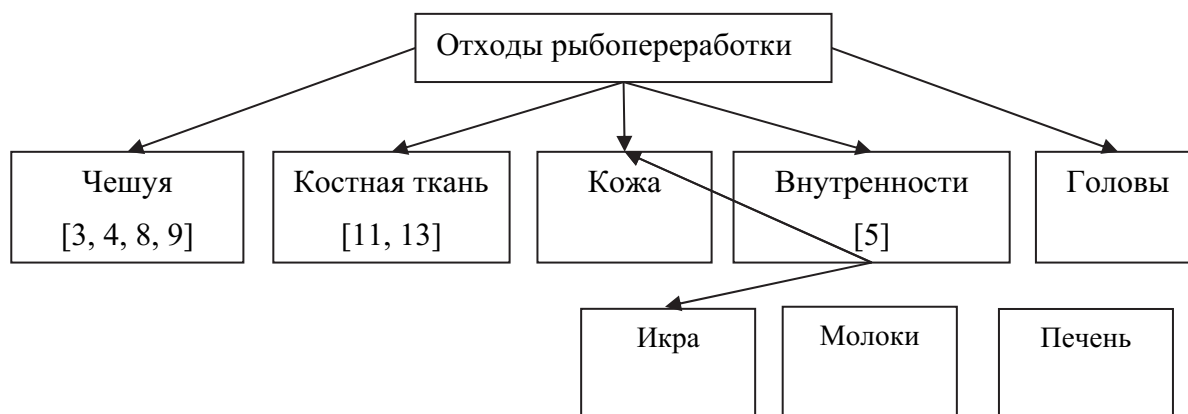 Отходы рыбопереработки
Чешуя
[3, 4, 8, 9]
Костная ткань
[11, 13]
Кожа
Внутренности
[5]
Головы
Икра
Молоки
Печень